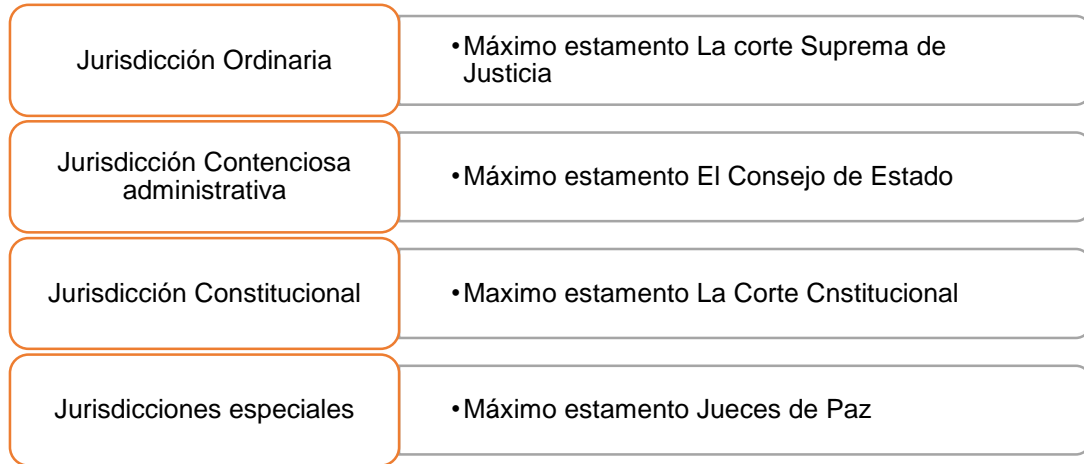 Jurisdicción Ordinaria
•Máximo estamento La corte Suprema de
Justicia
Jurisdicción Contenciosa
administrativa
•Máximo estamento El Consejo de Estado
Jurisdicción Constitucional
•Maximo estamento La Corte Cnstitucional
Jurisdicciones especiales
•Máximo estamento Jueces de Paz